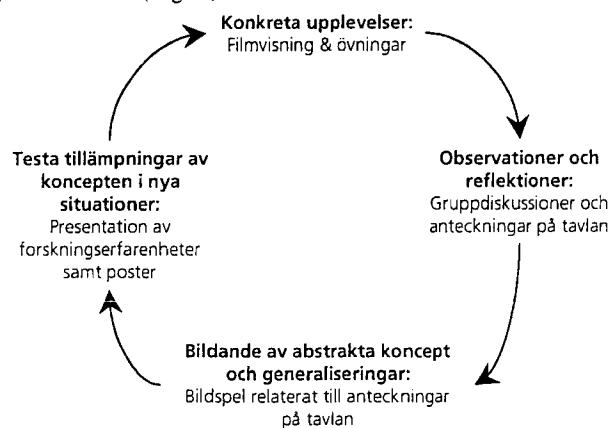 Konkreta upplevelser:
Filmvisning & övningar
Observationer och
reflektioner:
Gruppdiskussioner och
anteckningar på tavlan
Bildande av abstrakta koncept
och generaliseringar:
Bildspel relaterat till anteckningar
på tavlan
Testa tillämpningar av
koncepten i nya
situationer:
Presentation av
forskningserfarenheter
samt poster